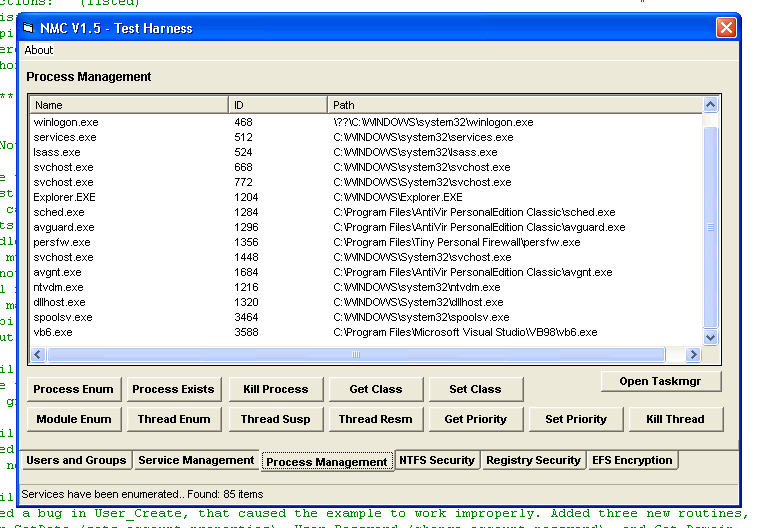 ctions: (listed) "
NMC V1.5 - Test Harness
About
Process Management
Name ID Path
winlogon.exe 468 \??\C:\WINDOWS\system32\winlogon.exe
services.exe 512 C:\WINDOWS\system32\services.exe
lsass.exe 524 C:\WINDOWS\system32\lsass.exe
svchost.exe 668 C:\WINDOWS\system32\svchost.exe
svchost.exe 772 C:\WINDOWS\system32\svchost.exe
Explorer.EXE 1204 C:\WINDOWS\Explorer.EXE
sched.exe 1284 C:\Program Files\AntiVir PersonalEdition Classic\sched.exe
avguard.exe 1296 C:\Program Files\AntiVir PersonalEdition Classic\avguard.exe
persfw.exe 1356 C:\Program Files\Tiny Personal Firewall\persfw.exe
svchost.exe 1448 C:\WINDOWS\System32\svchost.exe
avgnt.exe 1684 C:\Program Files\AntiVir PersonalEdition Classic\avgnt.exe
ntvdm.exe 1216 C:\WINDOWS\System32\ntvdm.exe
dllhost.exe 1320 C:\WINDOWS\System32\dllhost.exe
spoolsv.exe 3464 C:\WINDOWS\system32\spoolsv.exe
vb6.exe 3588 C:\Program Files\Microsoft Visual Studio\VB98\vb6.exe
Process Enum Process Exists Kill Process Get Class Set Class Open Taskmgr
Module Enum Thread Enum Thread Susp Thread Resm Get Priority Set Priority Kill Thread
Users and Groups Service Management Process Management NTFS Security Registry Security EFS Encryption
Services have been enumerated.. Found: 85 items
ed a bug in User_Create, that caused the example to work improperly. Added three new routines,